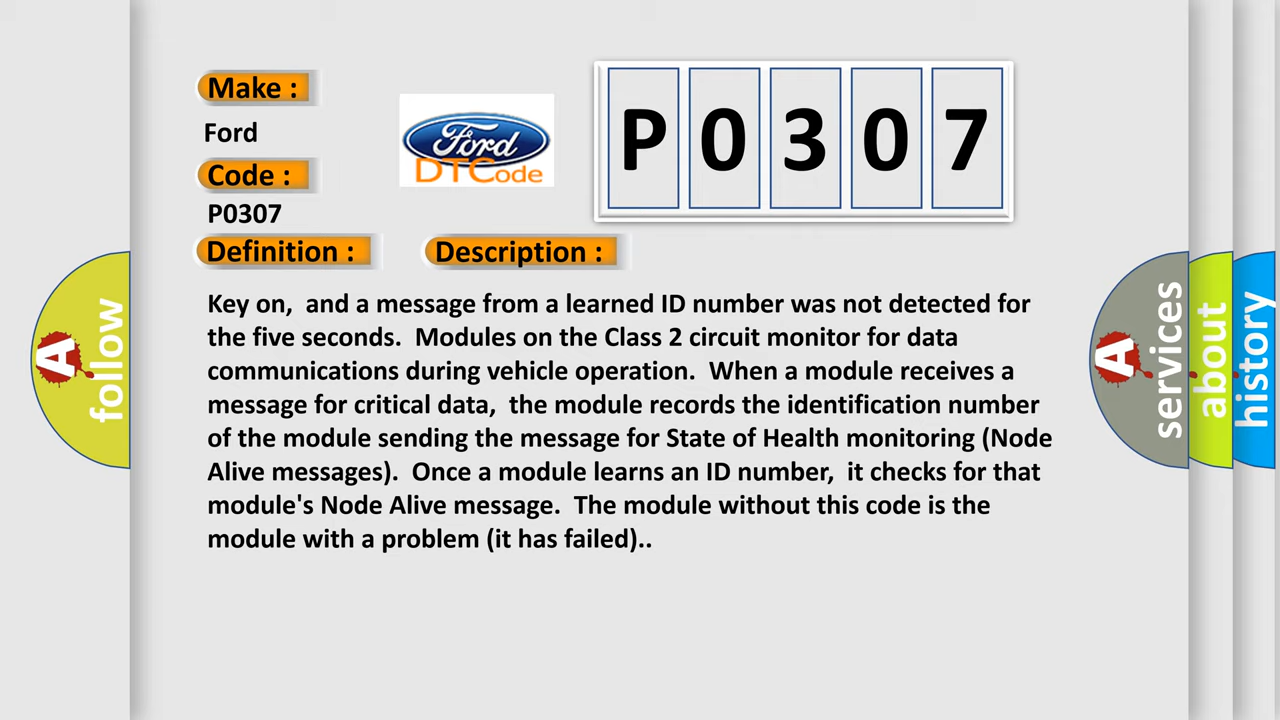 Make :
Ford
Code :
P0307
Ford
DTCode
P0307
Definition :
Description :
Key on,  and a message from a learned ID number was not detected for
the five seconds  Modules on the Class 2 circuit monitor for data
communications during vehicle operation  When a module receives a
message for critical data,  the module records the identification number
of the module sending the message for State of Health monitoring (Node
Alive messages)  Once a module learns an ID number,  it checks for that
module's Node Alive message  The module without this code is the
module with a problem (it has failed)..
A follow
A services
about
history